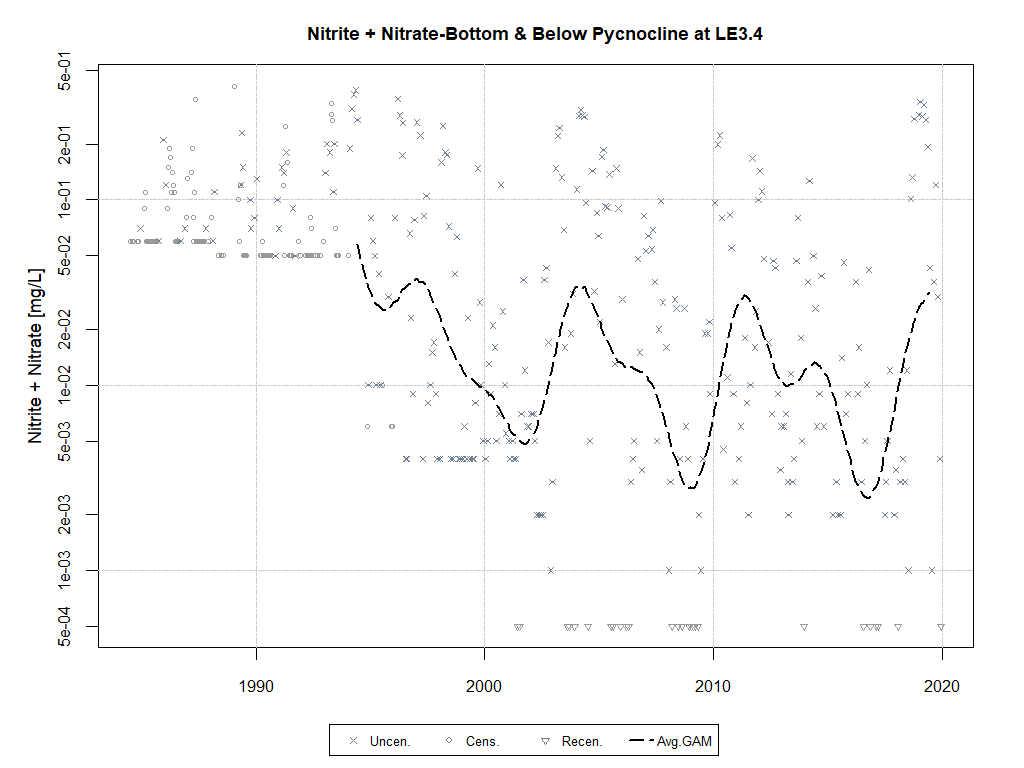 Nitrite + Nitrate-Bottom & Below Pycnocline at LE3.4
Nitrite + Nitrate [mg/L]
5e-01
2e-01
1e-01
5e-02
2e-02
1e-02
5e-03
2e-03
1e-03
5e-04
1990
2000
2010
2020
Uncen.
Cens.
Recen.
Avg.GAM